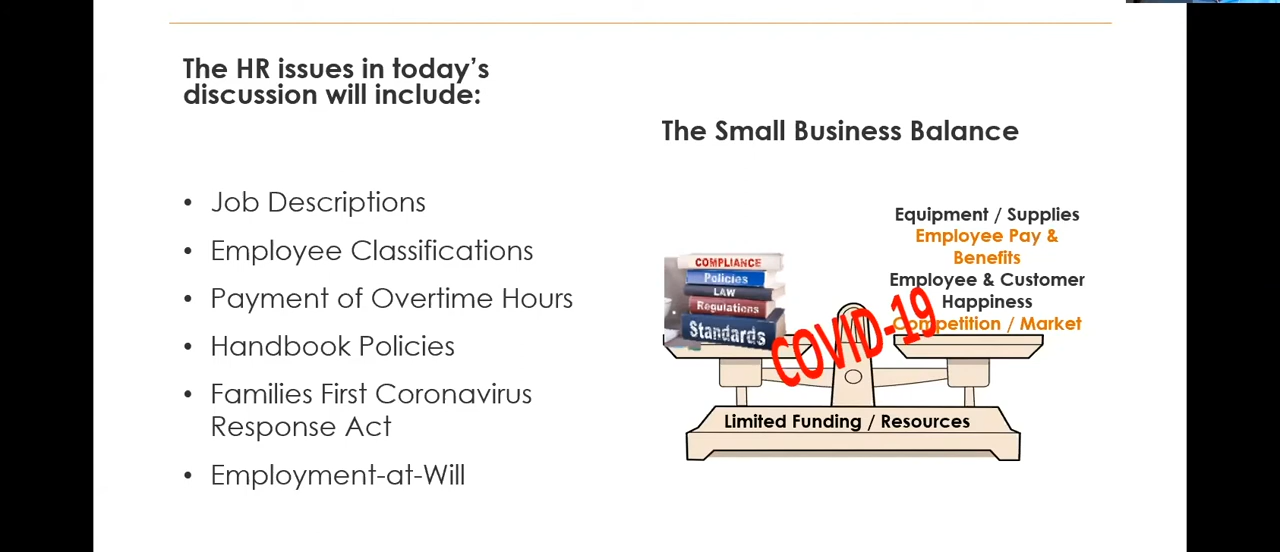 The HR issues in today's
discussion will include:
• Job Descriptions
• Employee Classifications
• Payment of Overtime Hours
• Handbook Policies
• Families First Coronavirus
Response Act
• Employment-at-Will
The Small Business Balance
Equipment / Supplies
Employee Pay &
Benefits
Employee & Customer
Happiness
Competition / Market
COMPLIANCE
Policies
LAW
Regulations
Standards
COVID-19
Limited Funding / Resources